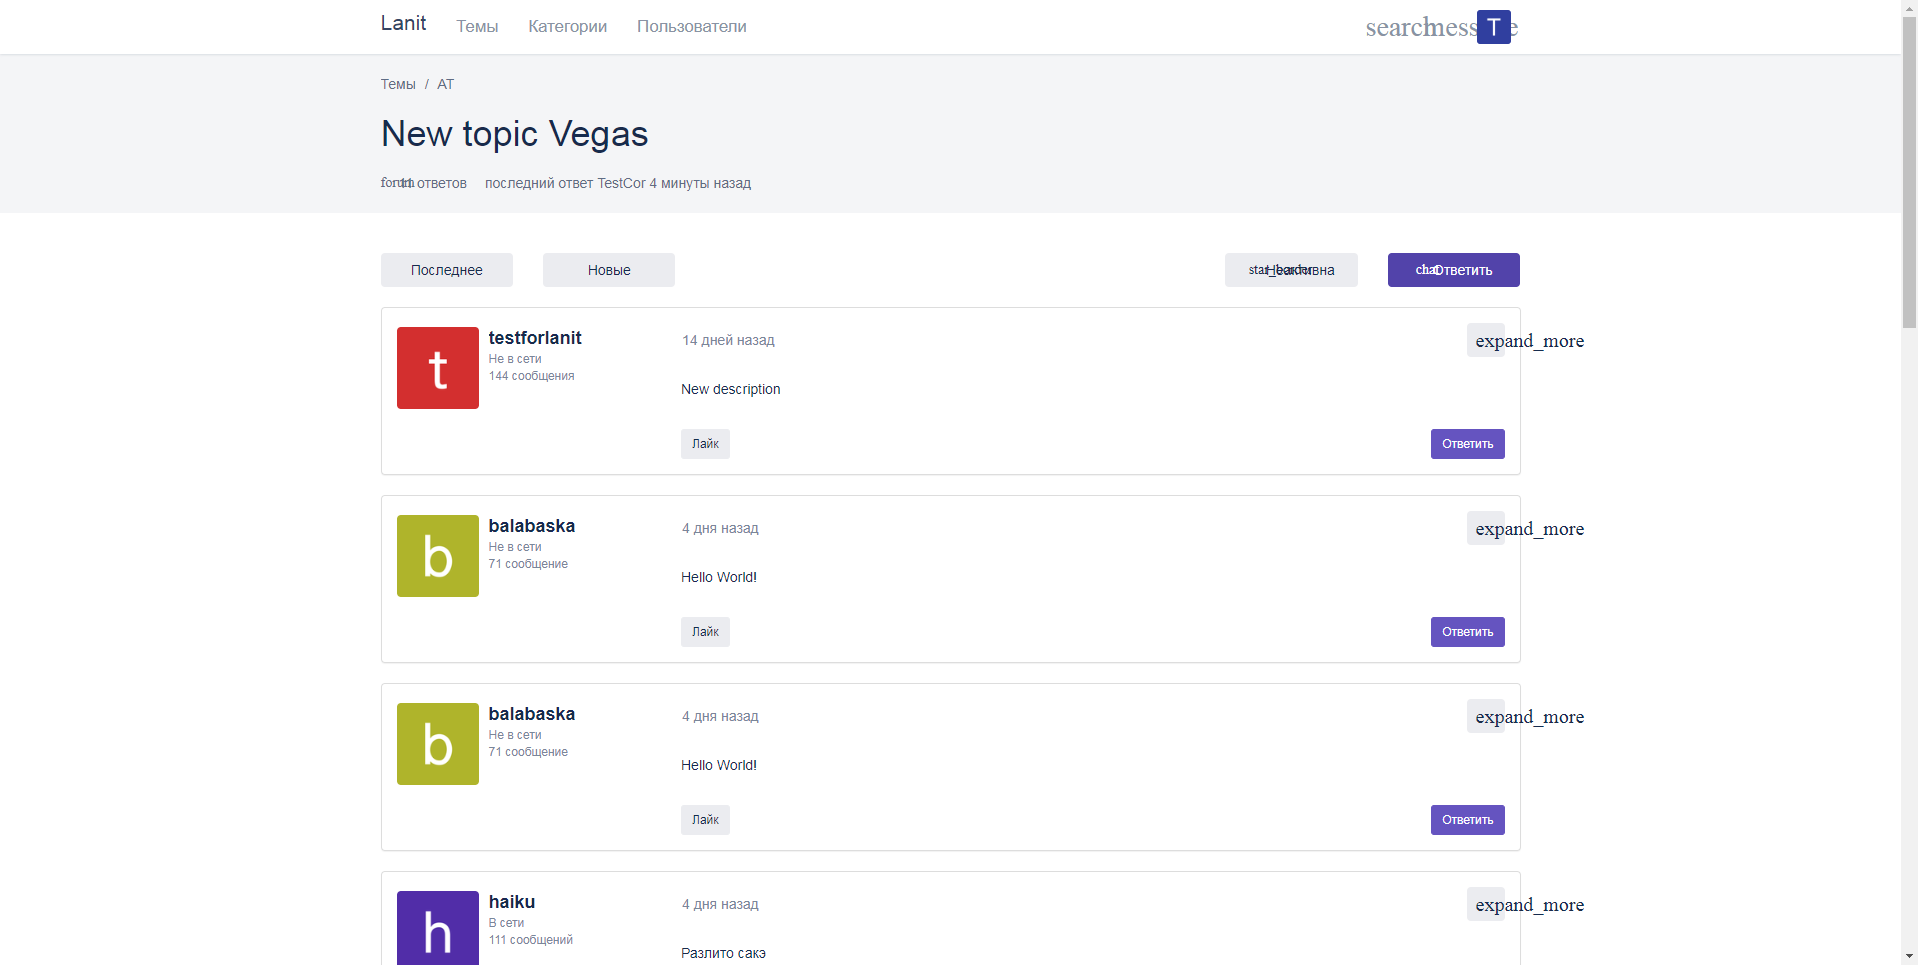 Lanit Темы Категории Пользователи search mess T e
Темы / AT
New topic Vegas
forum 11 ответов последний ответ TestCor 4 минуты назад
Последнее Новые star_border Неактивна chat Ответить
t testforlanit 14 дней назад expand_more
Не в сети
144 сообщения
New description
Лайк Ответить
b balabaska 4 дня назад expand_more
Не в сети
71 сообщение
Hello World!
Лайк Ответить
b balabaska 4 дня назад expand_more
Не в сети
71 сообщение
Hello World!
Лайк Ответить
h haiku 4 дня назад expand_more
В сети
111 сообщений
Разлито сакэ